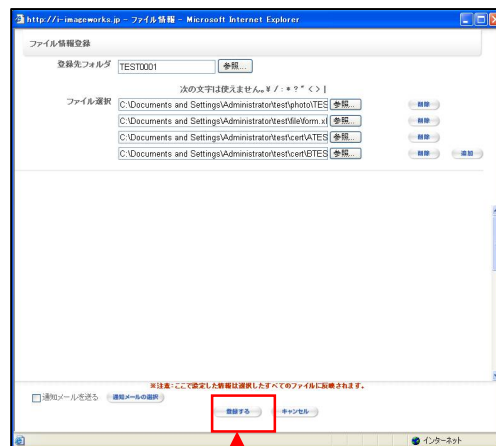 http://i-imageworks.jp - ファイル情報 - Microsoft Internet Explorer
ファイル情報登録
登録先フォルダ TEST0001 参照...
次の文字は使えません。¥ / : * ? " < > |
ファイル選択 C:\Documents and Settings\Administrator\test\photo\TES 参照... 削除
C:\Documents and Settings\Administrator\test\file\form.xl 参照... 削除
C:\Documents and Settings\Administrator\test\cert\ATES 参照... 削除
C:\Documents and Settings\Administrator\test\cert\BTES 参照... 削除 追加
※注意:ここで設定した情報は選択したすべてのファイルに反映されます。
通知メールを送る 通知メールの選択
登録する キャンセル
インターネット